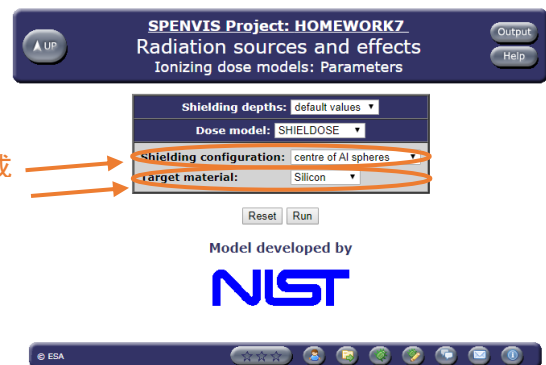 SPENVIS Project: HOMEWORK7
UP
Radiation sources and effects
Output
Ionizing dose models: Parameters
Help
Shielding depths: default values
Dose model: SHIELDOSE
Shielding configuration: centre of Al spheres
Target material: Silicon
Reset Run
Model developed by
NIST
© ESA